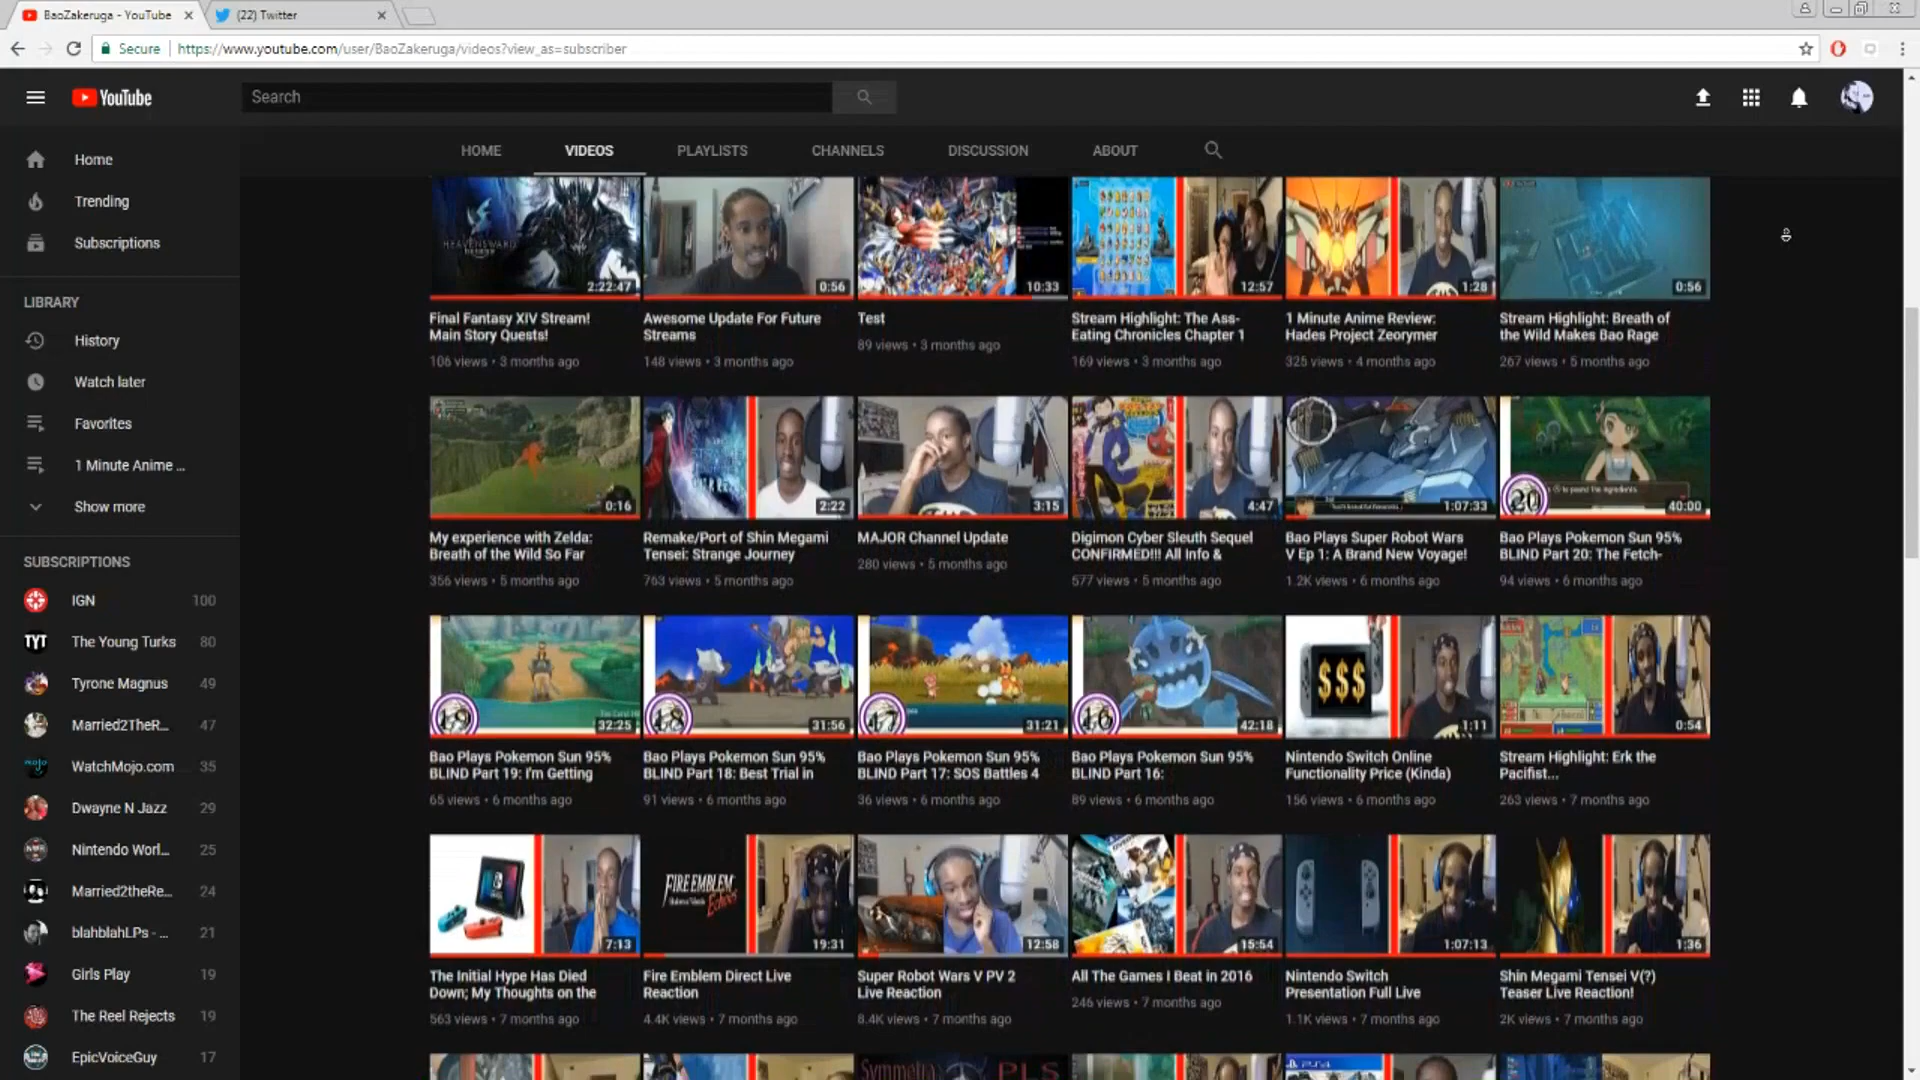 BaoZakeruga - YouTube
(22) Twitter
Secure
https://www.youtube.com/user/BaoZakeruga/videos?view_as=subscriber
YouTube
Search
HOME
VIDEOS
PLAYLISTS
CHANNELS
DISCUSSION
ABOUT
Home
Trending
Subscriptions
LIBRARY
History
Watch later
Favorites
1 Minute Anime ...
Show more
SUBSCRIPTIONS
IGN 100
TYT The Young Turks 80
Tyrone Magnus 49
Married2TheR... 47
WatchMojo.com 35
Dwayne N Jazz 29
Nintendo Worl... 25
Married2theRe... 24
blahblahLPs - ... 21
Girls Play 19
The Reel Rejects 19
EpicVoiceGuy 17
HEAVENSWARD
2:22:47
Final Fantasy XIV Stream!
Main Story Quests!
106 views • 3 months ago
0:56
Awesome Update For Future
Streams
148 views • 3 months ago
10:33
Test
89 views • 3 months ago
12:57
Stream Highlight: The Ass-
Eating Chronicles Chapter 1
169 views • 3 months ago
1:28
1 Minute Anime Review:
Hades Project Zeorymer
325 views • 4 months ago
0:56
Stream Highlight: Breath of
the Wild Makes Bao Rage
267 views • 5 months ago
0:16
My experience with Zelda:
Breath of the Wild So Far
356 views • 5 months ago
2:22
Remake/Port of Shin Megami
Tensei: Strange Journey
763 views • 5 months ago
3:15
MAJOR Channel Update
280 views • 5 months ago
4:47
Digimon Cyber Sleuth Sequel
CONFIRMED!!! All Info &
577 views • 5 months ago
1:07:33
Bao Plays Super Robot Wars
V Ep 1: A Brand New Voyage!
1.2K views • 6 months ago
20
to pound the ingredients.
40:00
Bao Plays Pokemon Sun 95%
BLIND Part 20: The Fetch-
94 views • 6 months ago
19
32:25
Bao Plays Pokemon Sun 95%
BLIND Part 19: I'm Getting
65 views • 6 months ago
18
31:56
Bao Plays Pokemon Sun 95%
BLIND Part 18: Best Trial in
91 views • 6 months ago
17
31:21
Bao Plays Pokemon Sun 95%
BLIND Part 17: SOS Battles 4
36 views • 6 months ago
16
42:18
Bao Plays Pokemon Sun 95%
BLIND Part 16:
89 views • 6 months ago
$$$
1:11
Nintendo Switch Online
Functionality Price (Kinda)
156 views • 6 months ago
0:54
Stream Highlight: Erk the
Pacifist...
263 views • 7 months ago
7:13
The Initial Hype Has Died
Down; My Thoughts on the
563 views • 7 months ago
FIRE EMBLEM
Echoes
19:31
Fire Emblem Direct Live
Reaction
4.4K views • 7 months ago
12:58
Super Robot Wars V PV 2
Live Reaction
8.4K views • 7 months ago
15:54
All The Games I Beat in 2016
246 views • 7 months ago
1:07:13
Nintendo Switch
Presentation Full Live
1.1K views • 7 months ago
1:36
Shin Megami Tensei V(?)
Teaser Live Reaction!
2K views • 7 months ago
Symmetra PLS
PS4